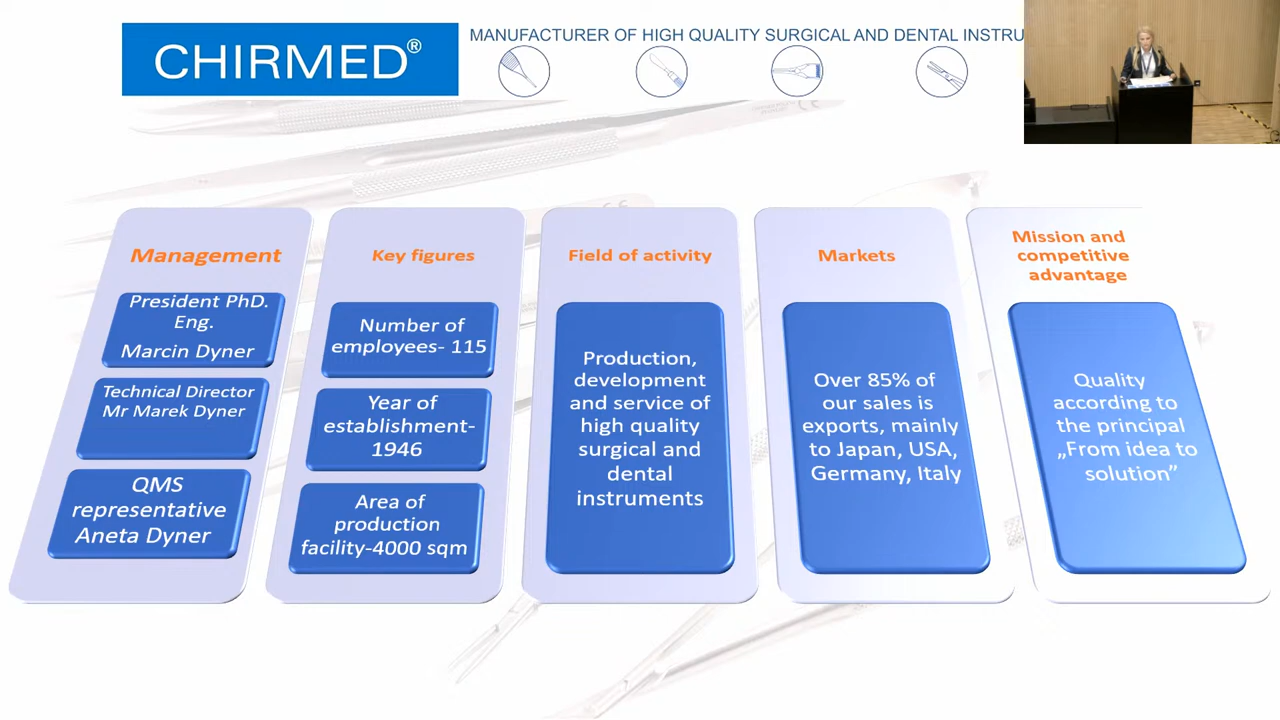 CHIRMED®
MANUFACTURER OF HIGH QUALITY SURGICAL AND DENTAL INSTRU
Management
President PhD.
Eng.
Marcin Dyner
Technical Director
Mr Marek Dyner
QMS
representative
Aneta Dyner
Key figures
Number of
employees- 115
Year of
establishment-
1946
Area of
production
facility-4000 sqm
Field of activity
Production,
development
and service of
high quality
surgical and
dental
instruments
Markets
Over 85% of
our sales is
exports, mainly
to Japan, USA,
Germany, Italy
Mission and
competitive
advantage
Quality
according to
the principal
„From idea to
solution”